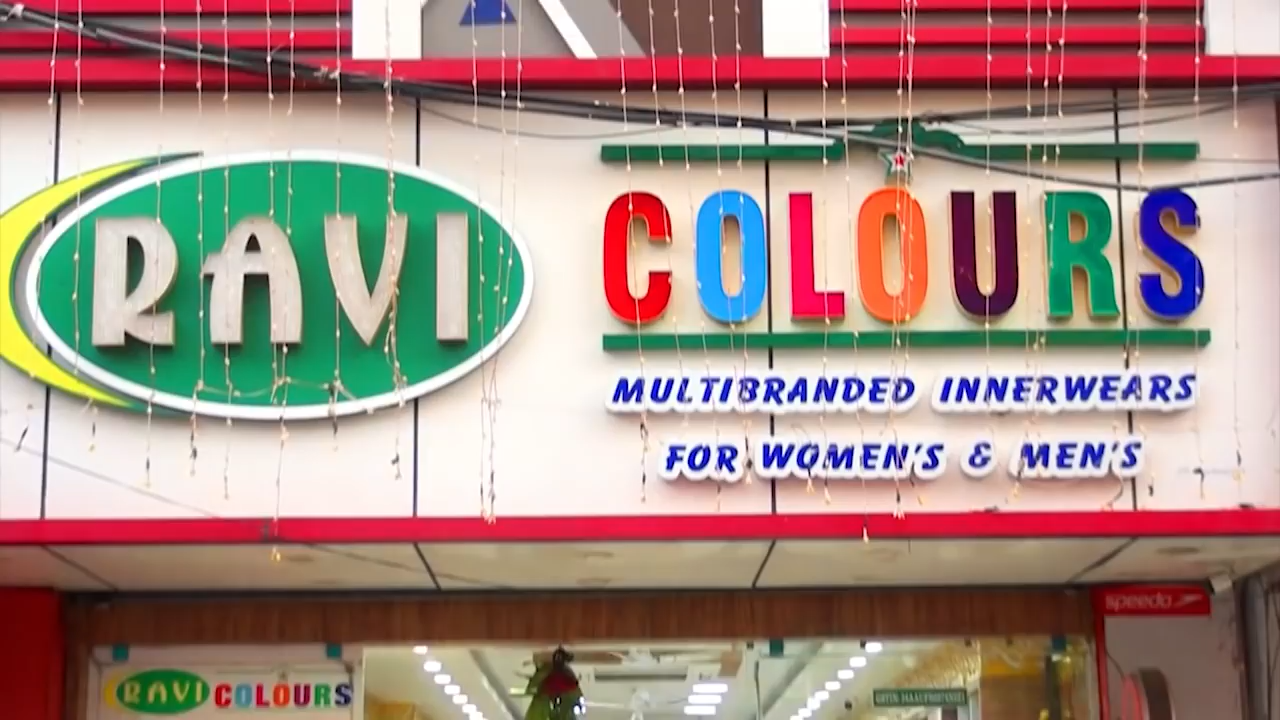 RAVI
COLOURS
MULTIBRANDED INNERWEARS
FOR WOMEN'S & MEN'S
speedo
RAVI COLOURS